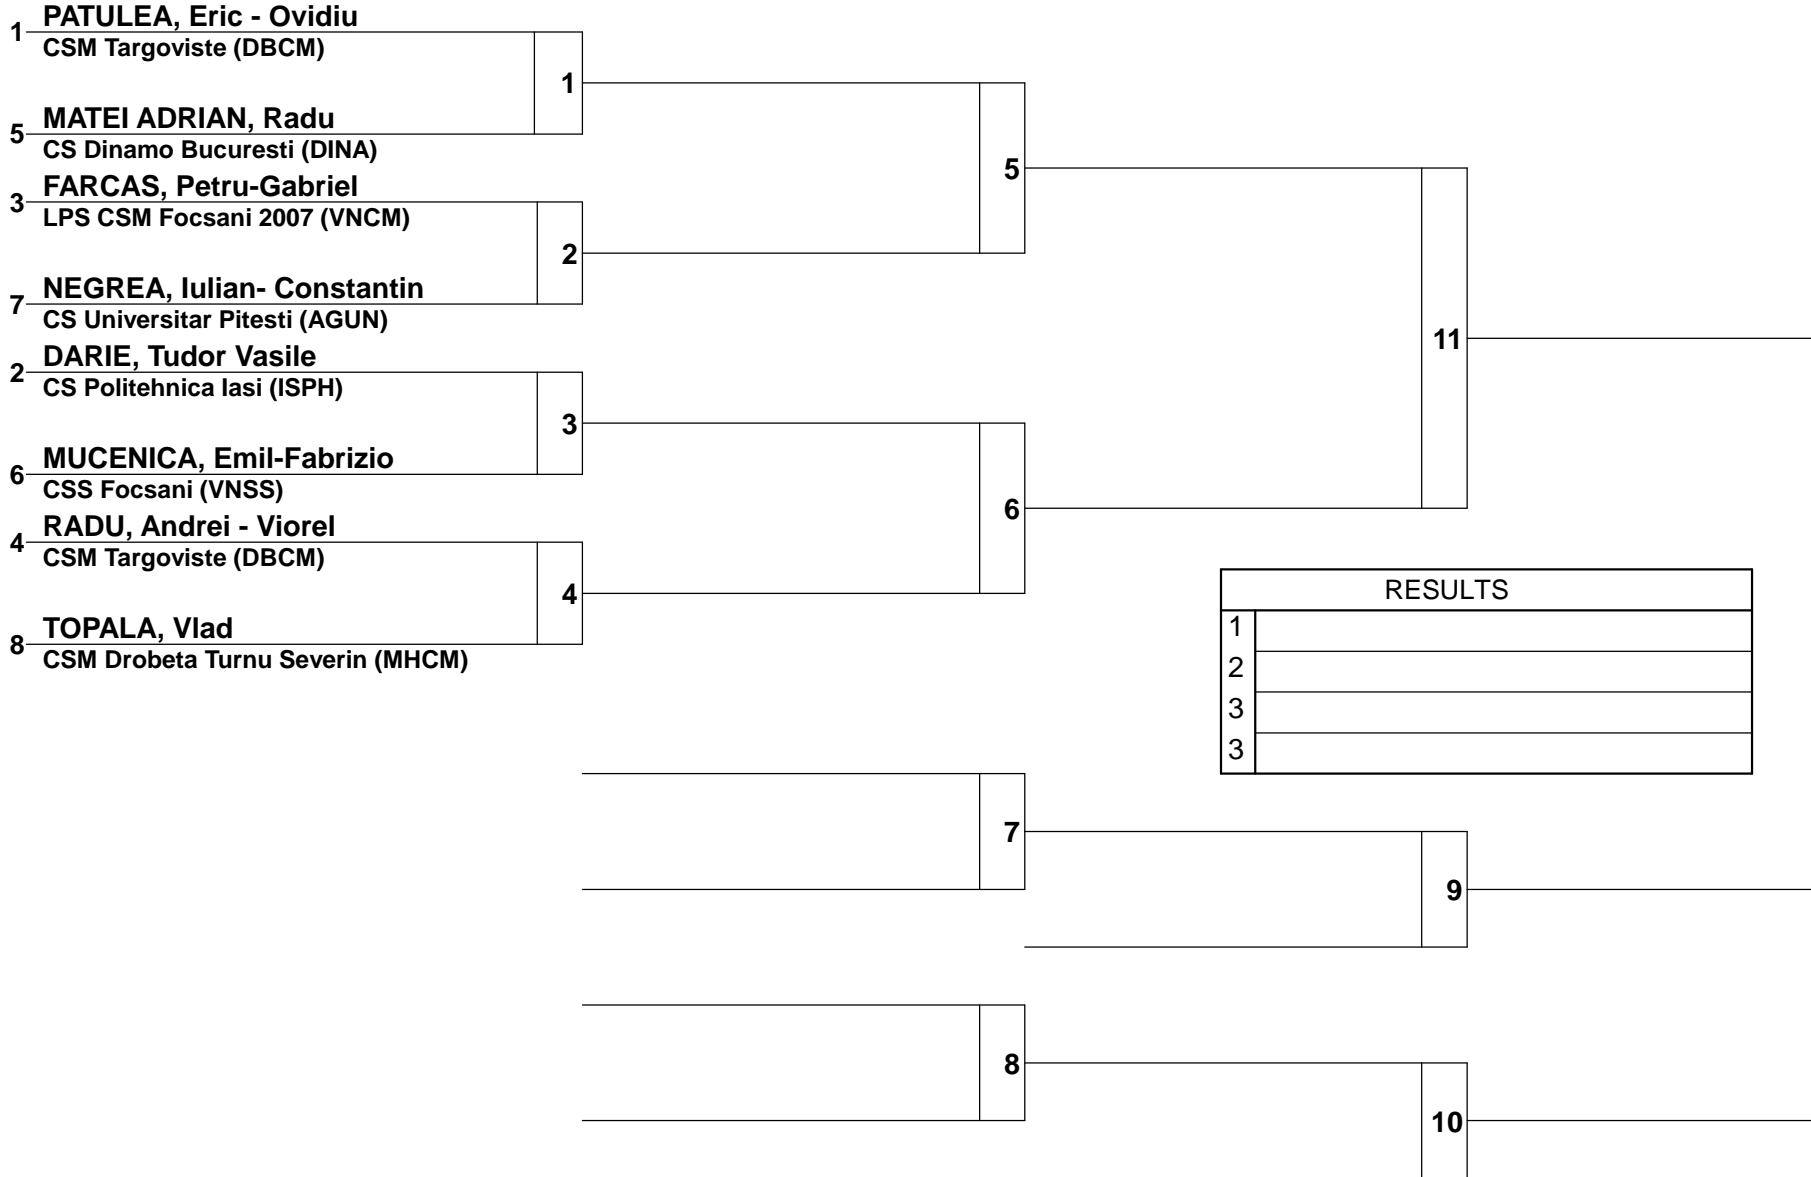 PATULEA, Eric - Ovidiu
1
CSM Targoviste (DBCM)
1
MATEI ADRIAN, Radu
5
CS Dinamo Bucuresti (DINA)
5
FARCAS, Petru-Gabriel
3
LPS CSM Focsani 2007 (VNCM)
2
NEGREA, Iulian- Constantin
7
CS Universitar Pitesti (AGUN)
11
DARIE, Tudor Vasile
2
CS Politehnica Iasi (ISPH)
3
MUCENICA, Emil-Fabrizio
6
CSS Focsani (VNSS)
6
RADU, Andrei - Viorel
4
CSM Targoviste (DBCM)
4
TOPALA, Vlad
8
CSM Drobeta Turnu Severin (MHCM)
RESULTS
1
2
3
3
7
9
8
10